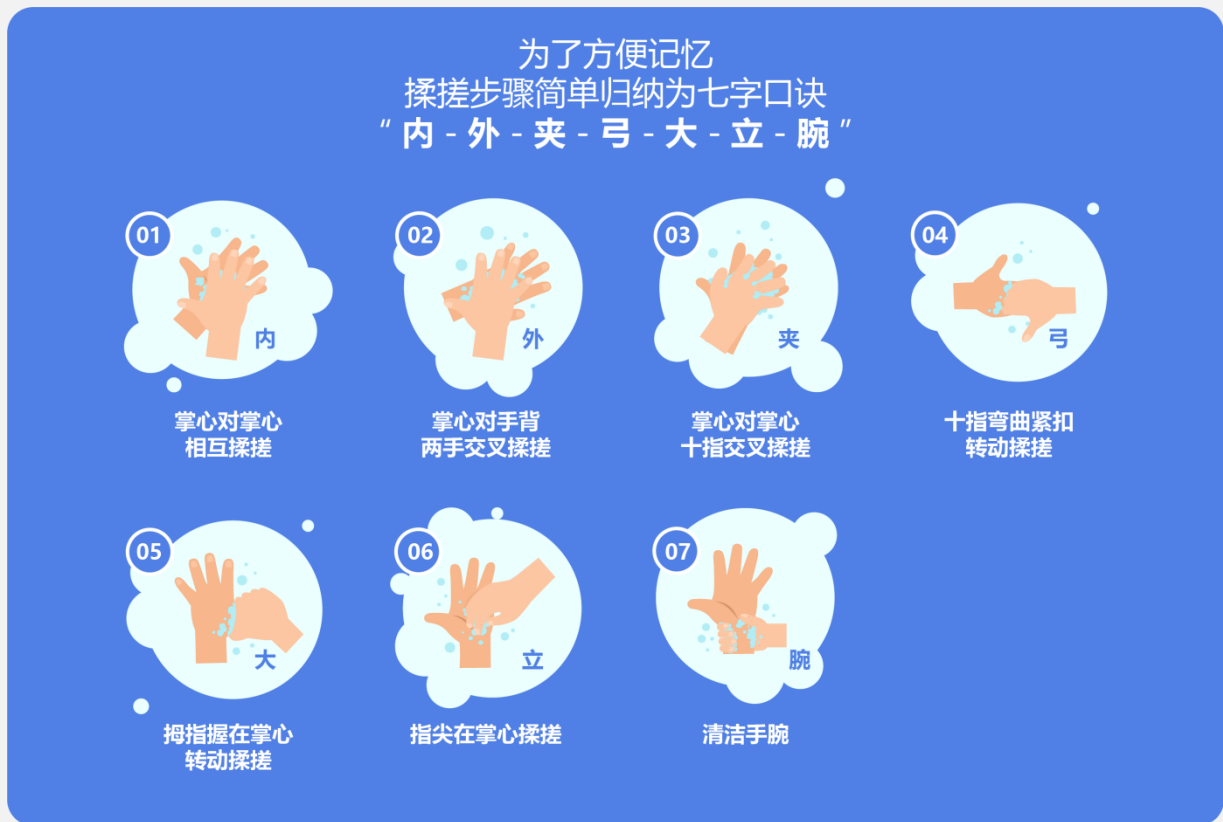 为了方便记忆
揉搓步骤简单归纳为七字口诀
“内-外-夹-弓-大-立-腕”
01
内
掌心对掌心
相互揉搓
02
外
掌心对手背
两手交叉揉搓
03
夹
掌心对掌心
十指交叉揉搓
04
弓
十指弯曲紧扣
转动揉搓
05
大
拇指握在掌心
转动揉搓
06
立
指尖在掌心揉搓
07
腕
清洁手腕